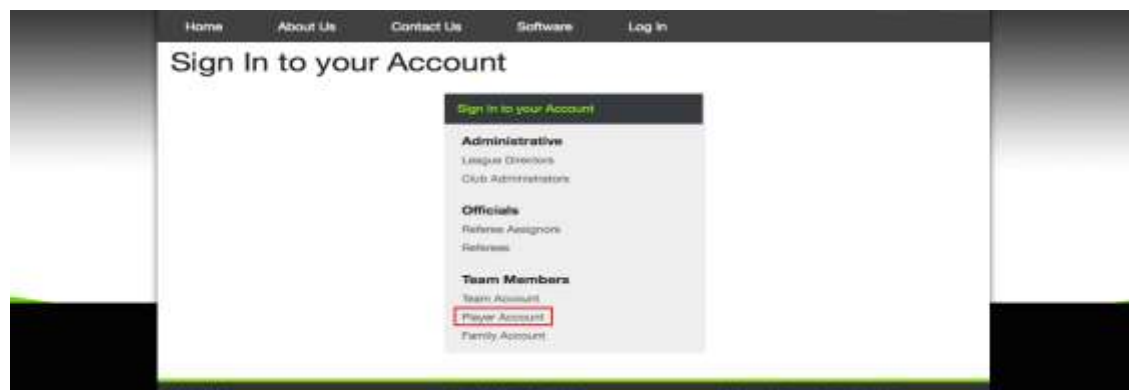 Home About Us Contact Us Software Log In
Sign In to your Account
Sign In to your Account
Administrative
League Directors
Club Administrators
Officials
Referee Assignors
Referees
Team Members
Team Account
Player Account
Family Account